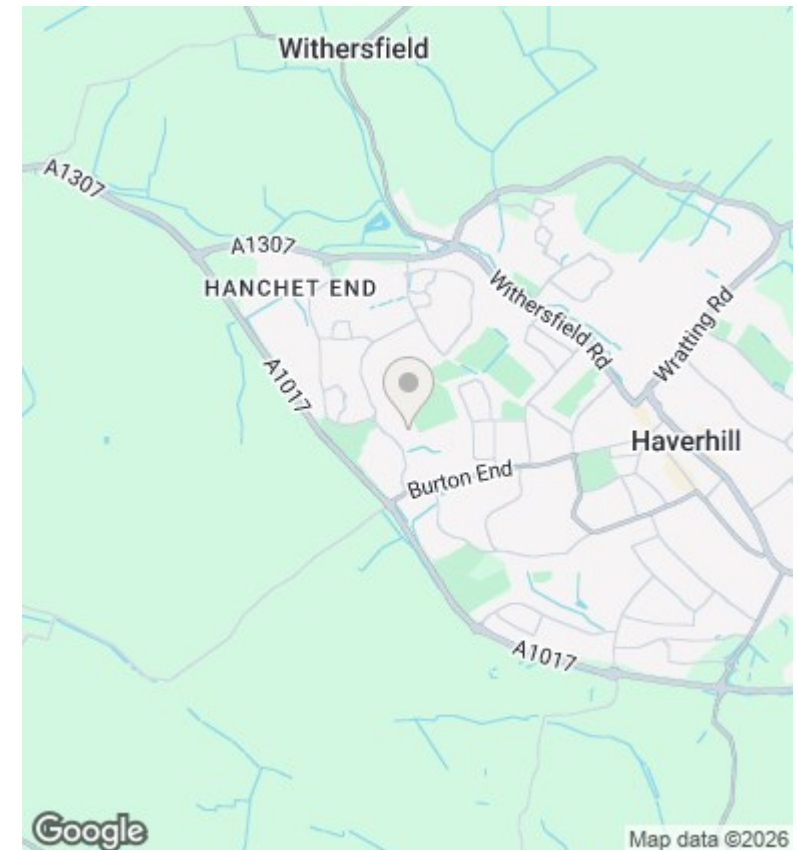 Withersfield
A1307
A1307
HANCHET END
Withersfield Rd
Wratting Rd
A1017
Haverhill
Burton End
A1017
Google
Map data ©2026